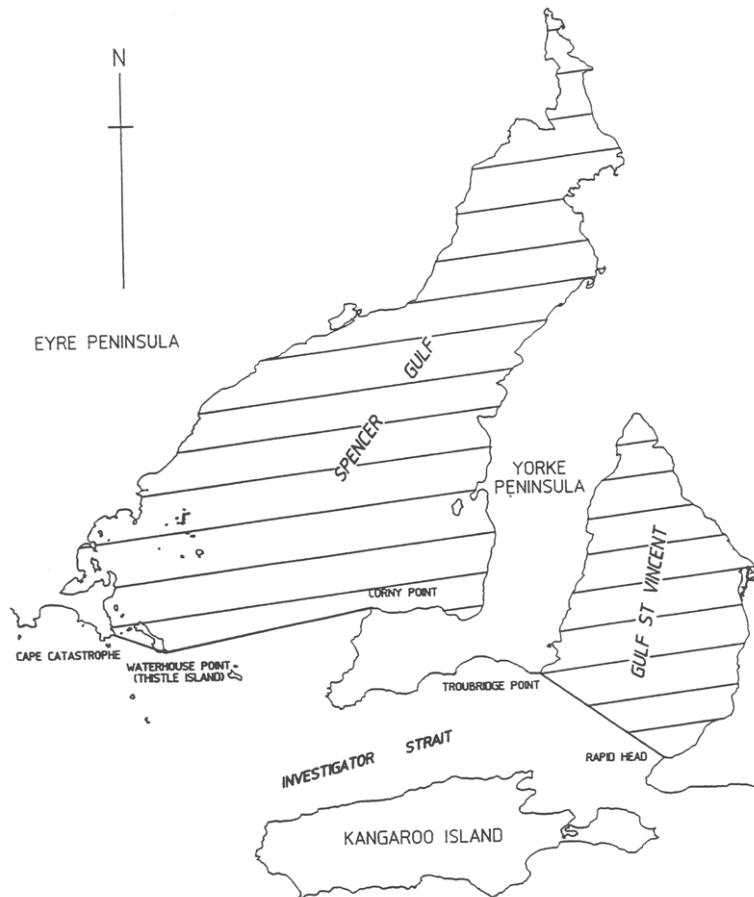 N
EYRE PENINSULA
SPENCER GULF
YORKE
PENINSULA
GULF ST VINCENT
CORNY POINT
CAPE CATASTROPHE
WATERHOUSE POINT
(THISTLE ISLAND)
TROUBRIDGE POINT
RAPID HEAD
INVESTIGATOR STRAIT
KANGAROO ISLAND